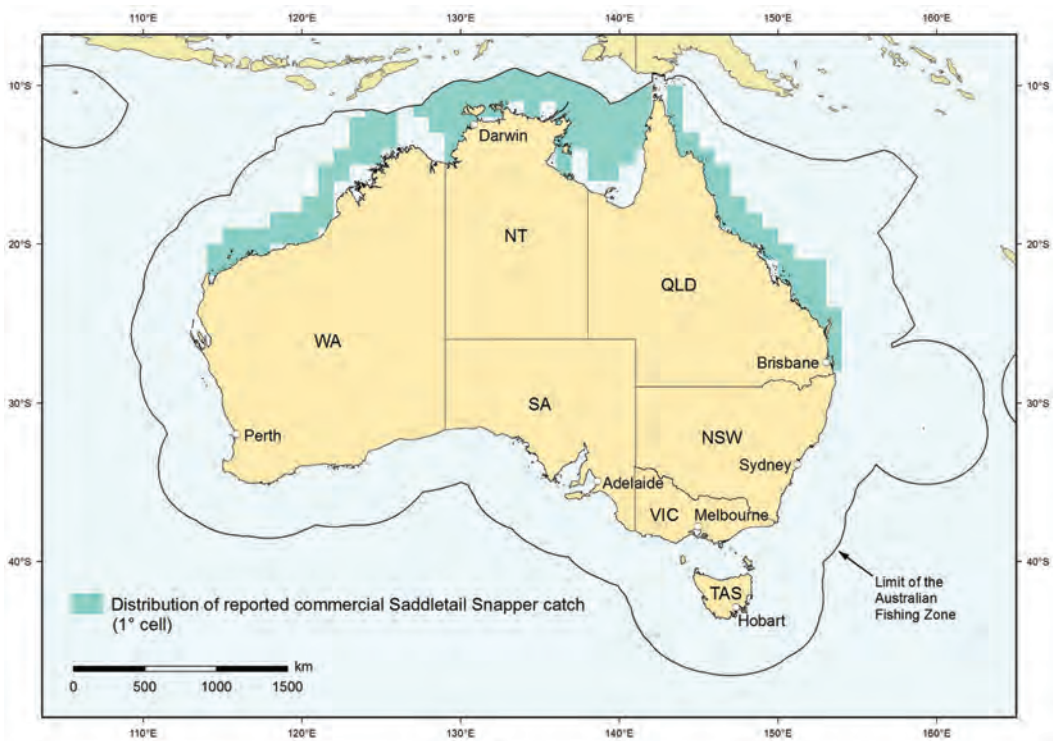 110°E 120°E 130°E 140°E 150°E 160°E
10°S 10°S
Darwin
20°S 20°S
NT
QLD
WA
Brisbane
30°S 30°S
SA
NSW
Perth
Sydney
Adelaide
VIC Melbourne
40°S 40°S
TAS
Hobart
Limit of the
Australian
Fishing Zone
Distribution of reported commercial Saddletail Snapper catch
(1° cell)
km
0 500 1000 1500
110°E 120°E 130°E 140°E 150°E 160°E